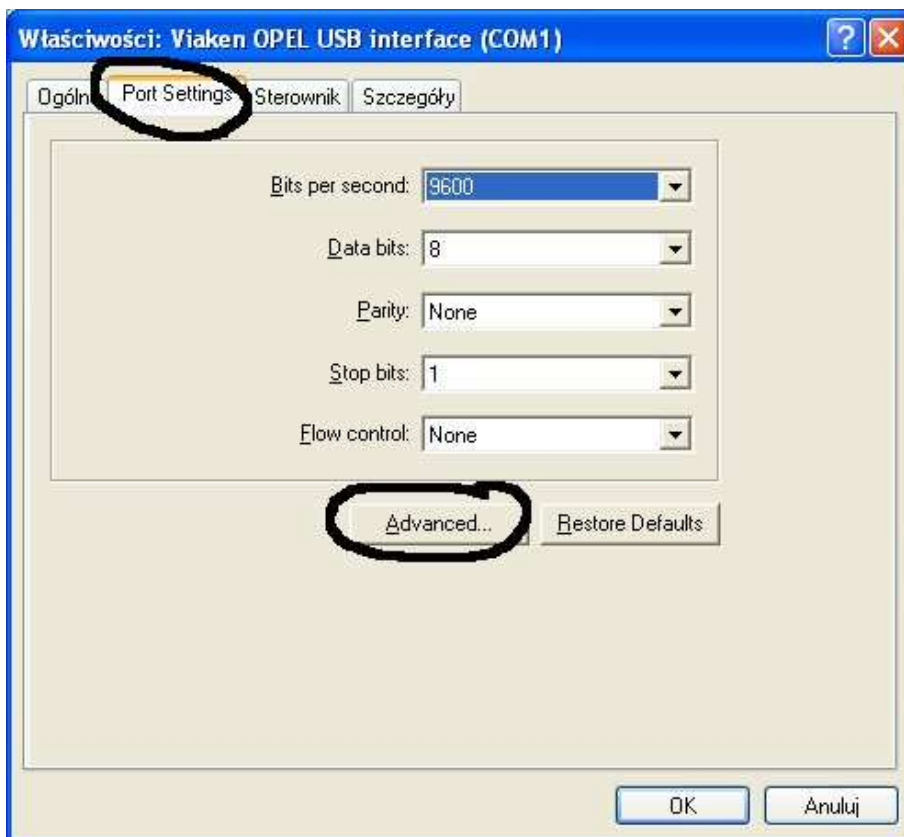 Właściwości: Viaken OPEL USB interface (COM1)
Port Settings Sterownik Szczegóły
Bits per second: 9600
Data bits: 8
Parity: None
Stop bits: 1
Flow control: None
Advanced... Restore Defaults
OK Anuluj